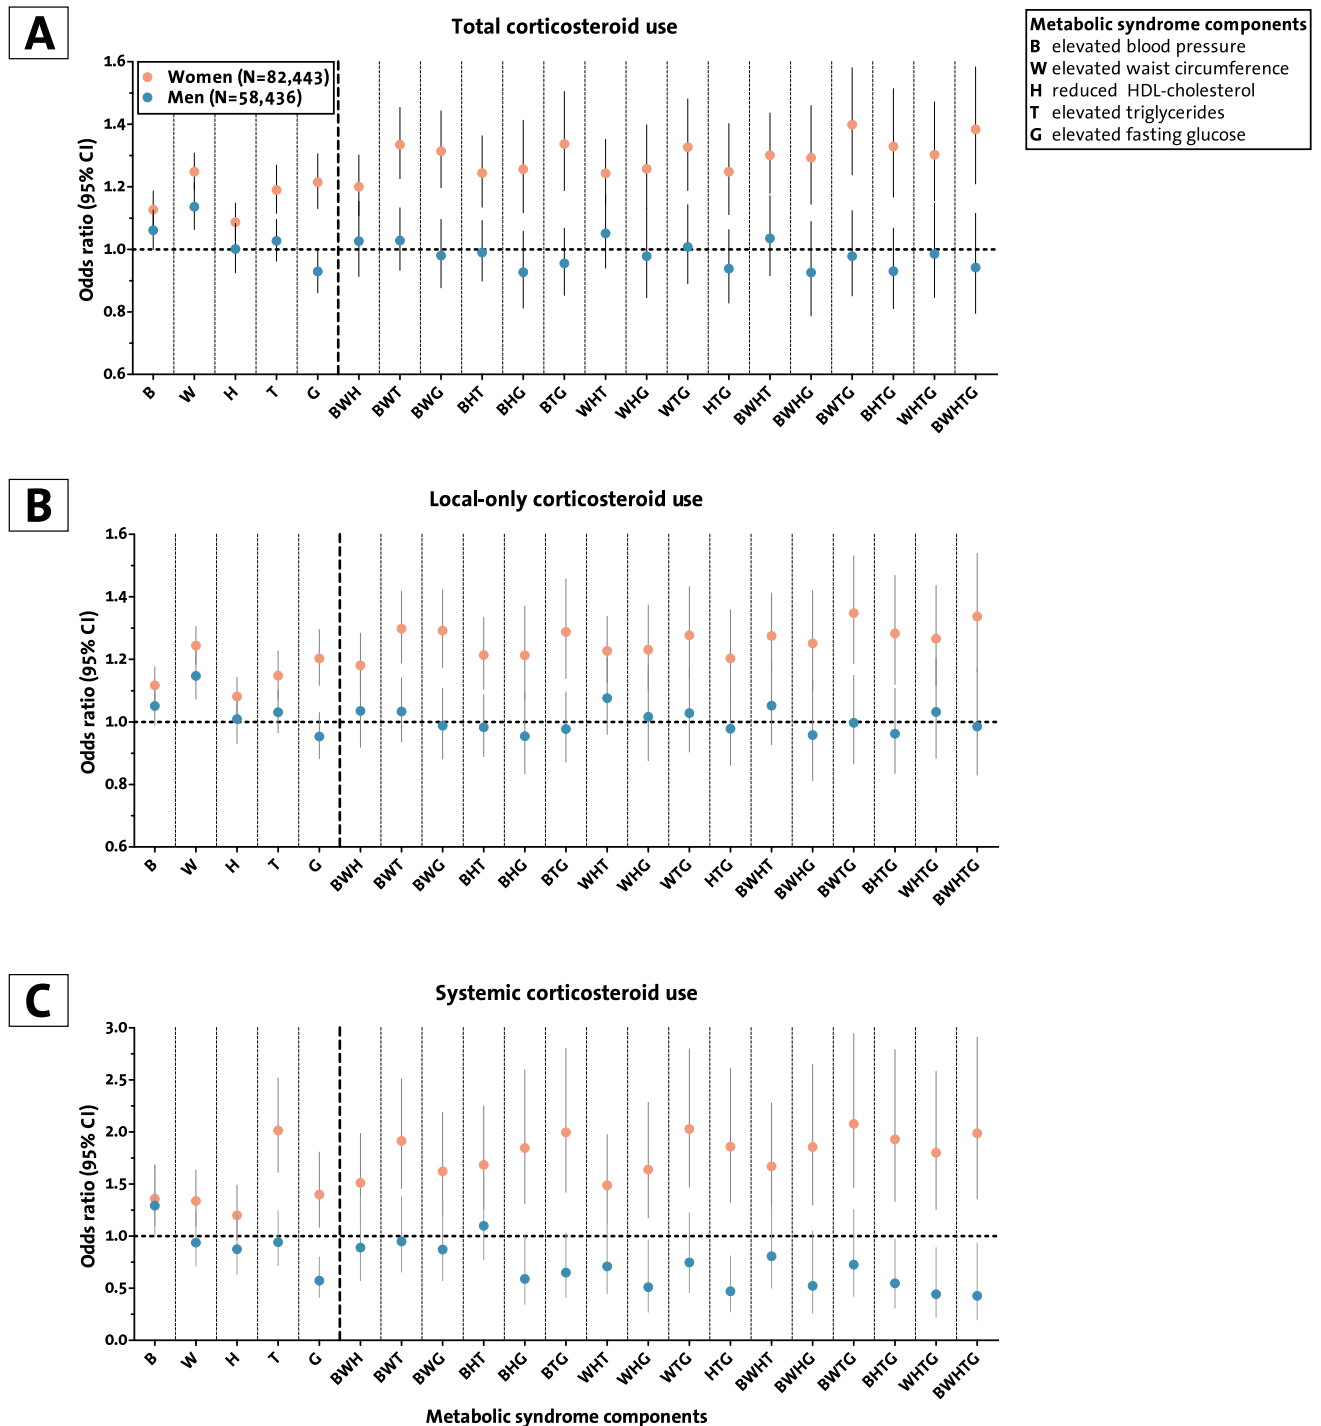 A
Total corticosteroid use
Metabolic syndrome components
B elevated blood pressure
W elevated waist circumference
H reduced HDL-cholesterol
T elevated triglycerides
G elevated fasting glucose
Women (N=82,443)
Men (N=58,436)
Odds ratio (95% CI)
1.6
1.4
1.2
1.0
0.8
0.6
B W H T G BWH BWT BWG BHT BHG BTG WHT WHG WTG HTG BWHT BWHG BWTG BHTG WHTG BWHTG
B
Local-only corticosteroid use
Odds ratio (95% CI)
1.6
1.4
1.2
1.0
0.8
0.6
B W H T G BWH BWT BWG BHT BHG BTG WHT WHG WTG HTG BWHT BWHG BWTG BHTG WHTG BWHTG
C
Systemic corticosteroid use
Odds ratio (95% CI)
3.0
2.5
2.0
1.5
1.0
0.5
0.0
B W H T G BWH BWT BWG BHT BHG BTG WHT WHG WTG HTG BWHT BWHG BWTG BHTG WHTG BWHTG
Metabolic syndrome components